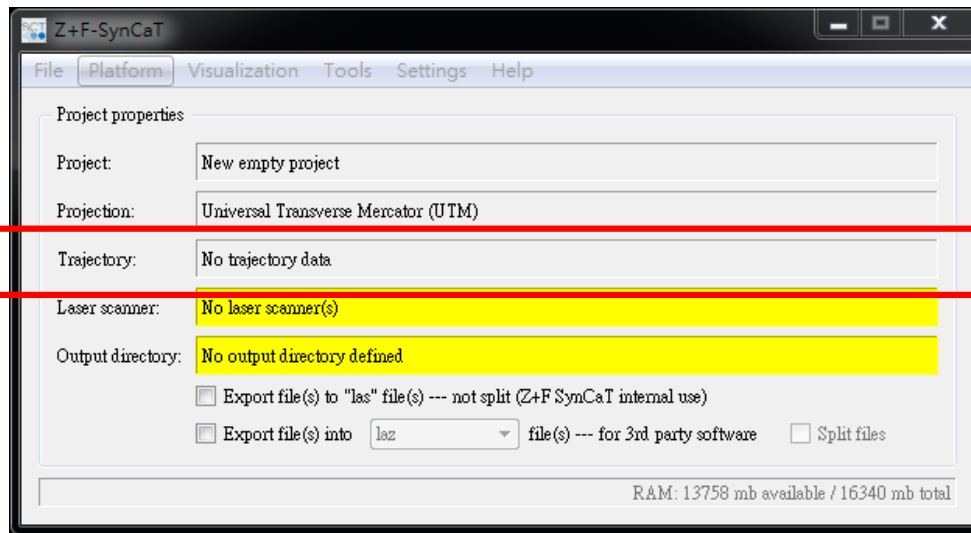 Z+F-SynCaT
File Platform Visualization Tools Settings Help
Project properties
Project: New empty project
Projection: Universal Transverse Mercator (UTM)
Trajectory: No trajectory data
Laser scanner: No laser scanner(s)
Output directory: No output directory defined
Export file(s) to "las" file(s) --- not split (Z+F SynCaT internal use)
Export file(s) into laz file(s) --- for 3rd party software Split files
RAM: 13758 mb available / 16340 mb total